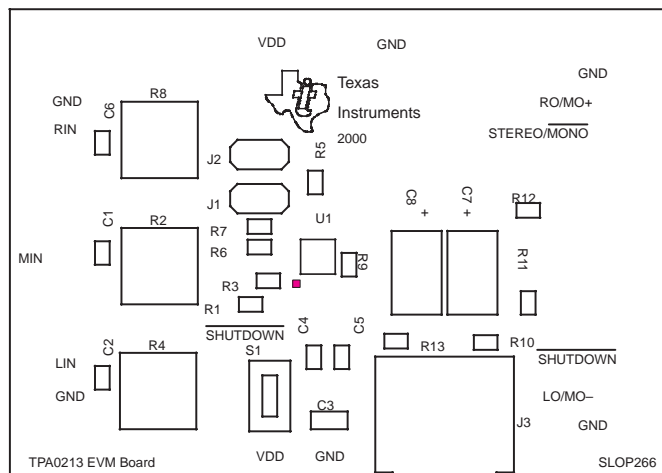 VDD
GND
GND
Texas
Instruments
2000
GND
RIN
C6
R8
RO/MO+
STEREO/MONO
J2
R5
J1
C8
+
C7
+
R12
C1
R2
R7
U1
R6
R9
R11
MIN
R3
R1
SHUTDOWN
C4
C5
C2
R4
S1
R13
R10
SHUTDOWN
LIN
GND
C3
LO/MO–
J3
GND
TPA0213 EVM Board
VDD
GND
SLOP266